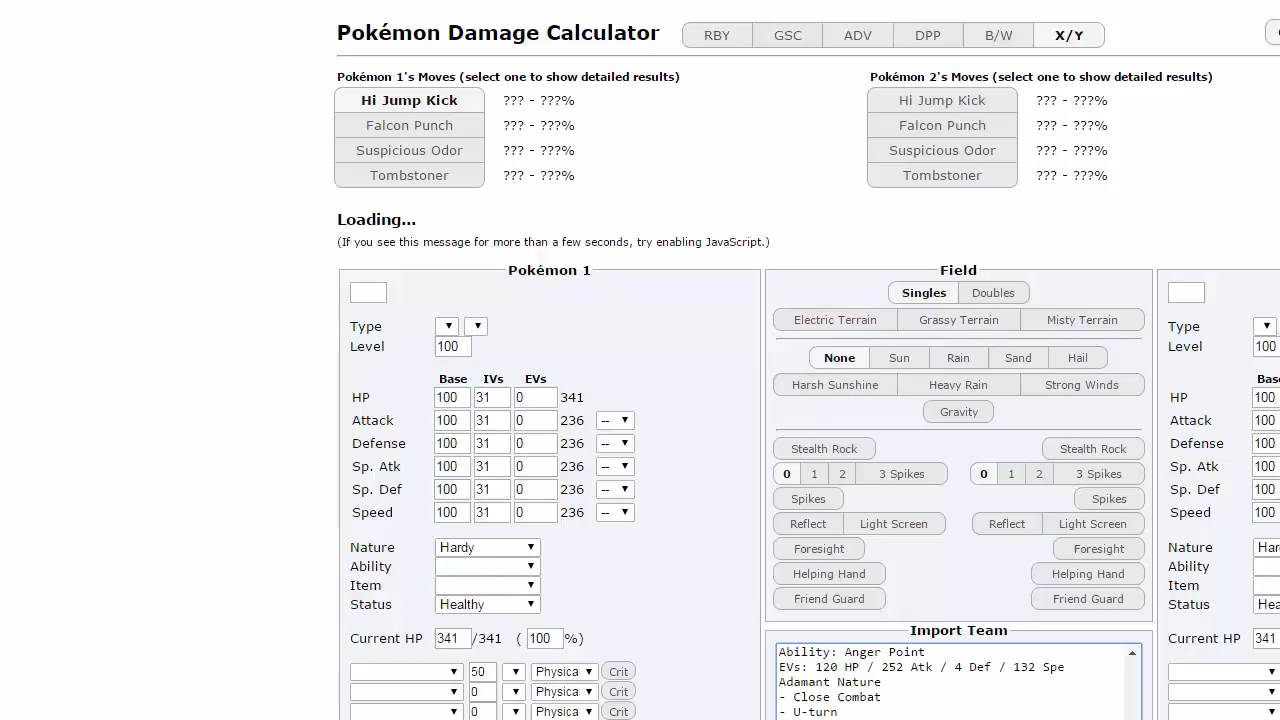 Pokémon Damage Calculator RBY GSC ADV DPP B/W X/Y
Pokémon 1's Moves (select one to show detailed results) Pokémon 2's Moves (select one to show detailed results)
Hi Jump Kick ??? - ???% Hi Jump Kick ??? - ???%
Falcon Punch ??? - ???% Falcon Punch ??? - ???%
Suspicious Odor ??? - ???% Suspicious Odor ??? - ???%
Tombstoner ??? - ???% Tombstoner ??? - ???%
Loading...
(If you see this message for more than a few seconds, try enabling JavaScript.)
Pokémon 1
Type
Level 100
Base IVs EVs
HP 100 31 0 341
Attack 100 31 0 236 --
Defense 100 31 0 236 --
Sp. Atk 100 31 0 236 --
Sp. Def 100 31 0 236 --
Speed 100 31 0 236 --
Nature Hardy
Ability
Item
Status Healthy
Current HP 341/341 (100%)
50 Physica Crit
0 Physica Crit
0 Physica Crit
Field
Singles Doubles
Electric Terrain Grassy Terrain Misty Terrain
None Sun Rain Sand Hail
Harsh Sunshine Heavy Rain Strong Winds
Gravity
Stealth Rock Stealth Rock
0 1 2 3 Spikes 0 1 2 3 Spikes
Spikes Spikes
Reflect Light Screen Reflect Light Screen
Foresight Foresight
Helping Hand Helping Hand
Friend Guard Friend Guard
Import Team
Ability: Anger Point
EVs: 120 HP / 252 Atk / 4 Def / 132 Spe
Adamant Nature
- Close Combat
- U-turn
Type
Level 100
Bas
HP 100
Attack 100
Defense 100
Sp. Atk 100
Sp. Def 100
Speed 100
Nature Har
Ability
Item
Status Hea
Current HP 341